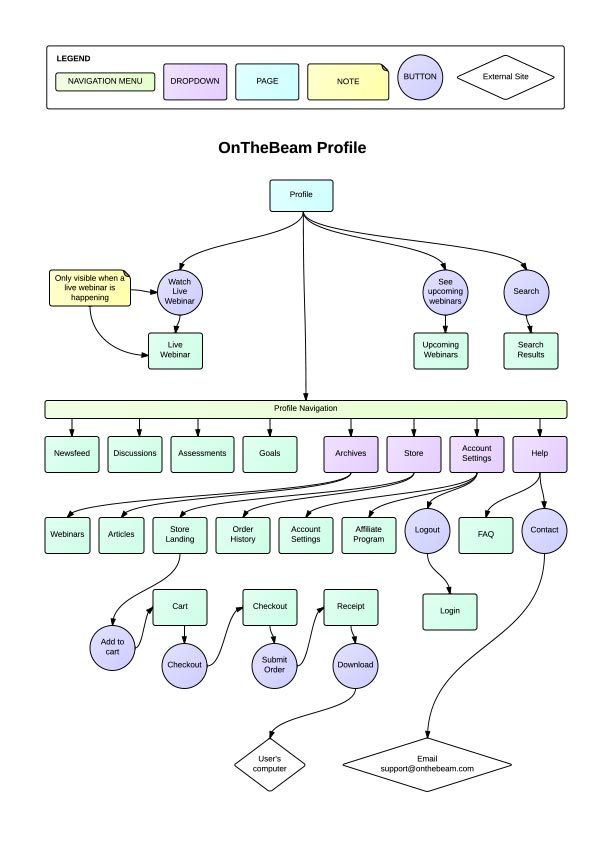 LEGEND
NAVIGATION MENU
DROPDOWN
PAGE
NOTE
BUTTON
External Site
OnTheBeam Profile
Profile
Only visible when a
live webinar is
happening
Watch
Live
Webinar
See
upcoming
webinars
Search
Live
Webinar
Upcoming
Webinars
Search
Results
Profile Navigation
Newsfeed
Discussions
Assessments
Goals
Archives
Store
Account
Settings
Help
Webinars
Articles
Store
Landing
Order
History
Account
Settings
Affiliate
Program
Logout
FAQ
Contact
Cart
Checkout
Receipt
Login
Add to
cart
Checkout
Submit
Order
Download
User's
computer
Email
support@onthebeam.com